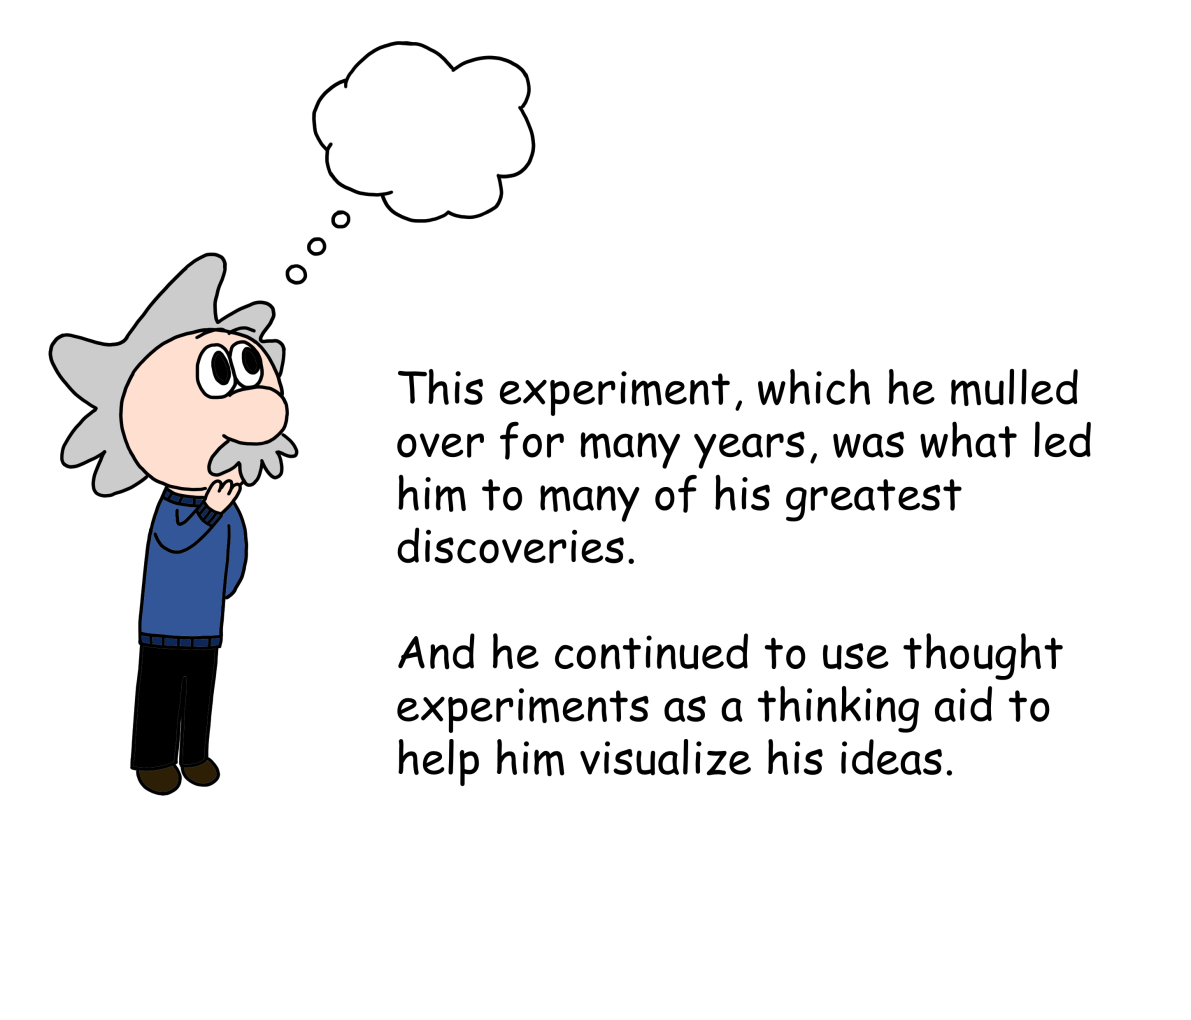 This experiment, which he mulled
over for many years, was what led
him to many of his greatest
discoveries.
And he continued to use thought
experiments as a thinking aid to
help him visualize his ideas.